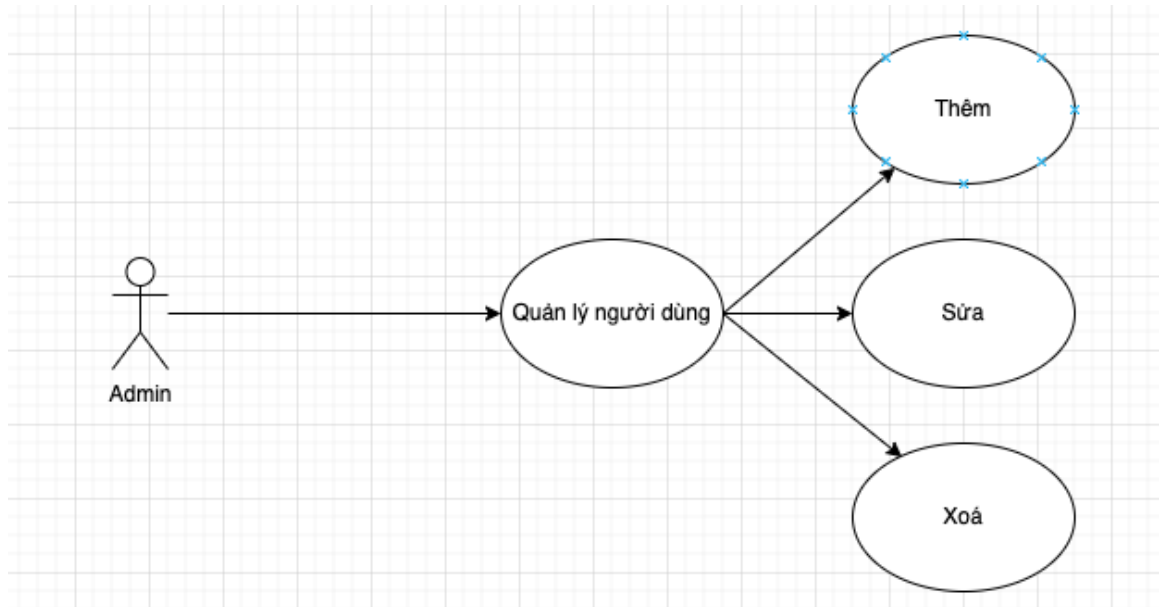 Thêm
Quản lý người dùng
Sửa
Admin
Xoá